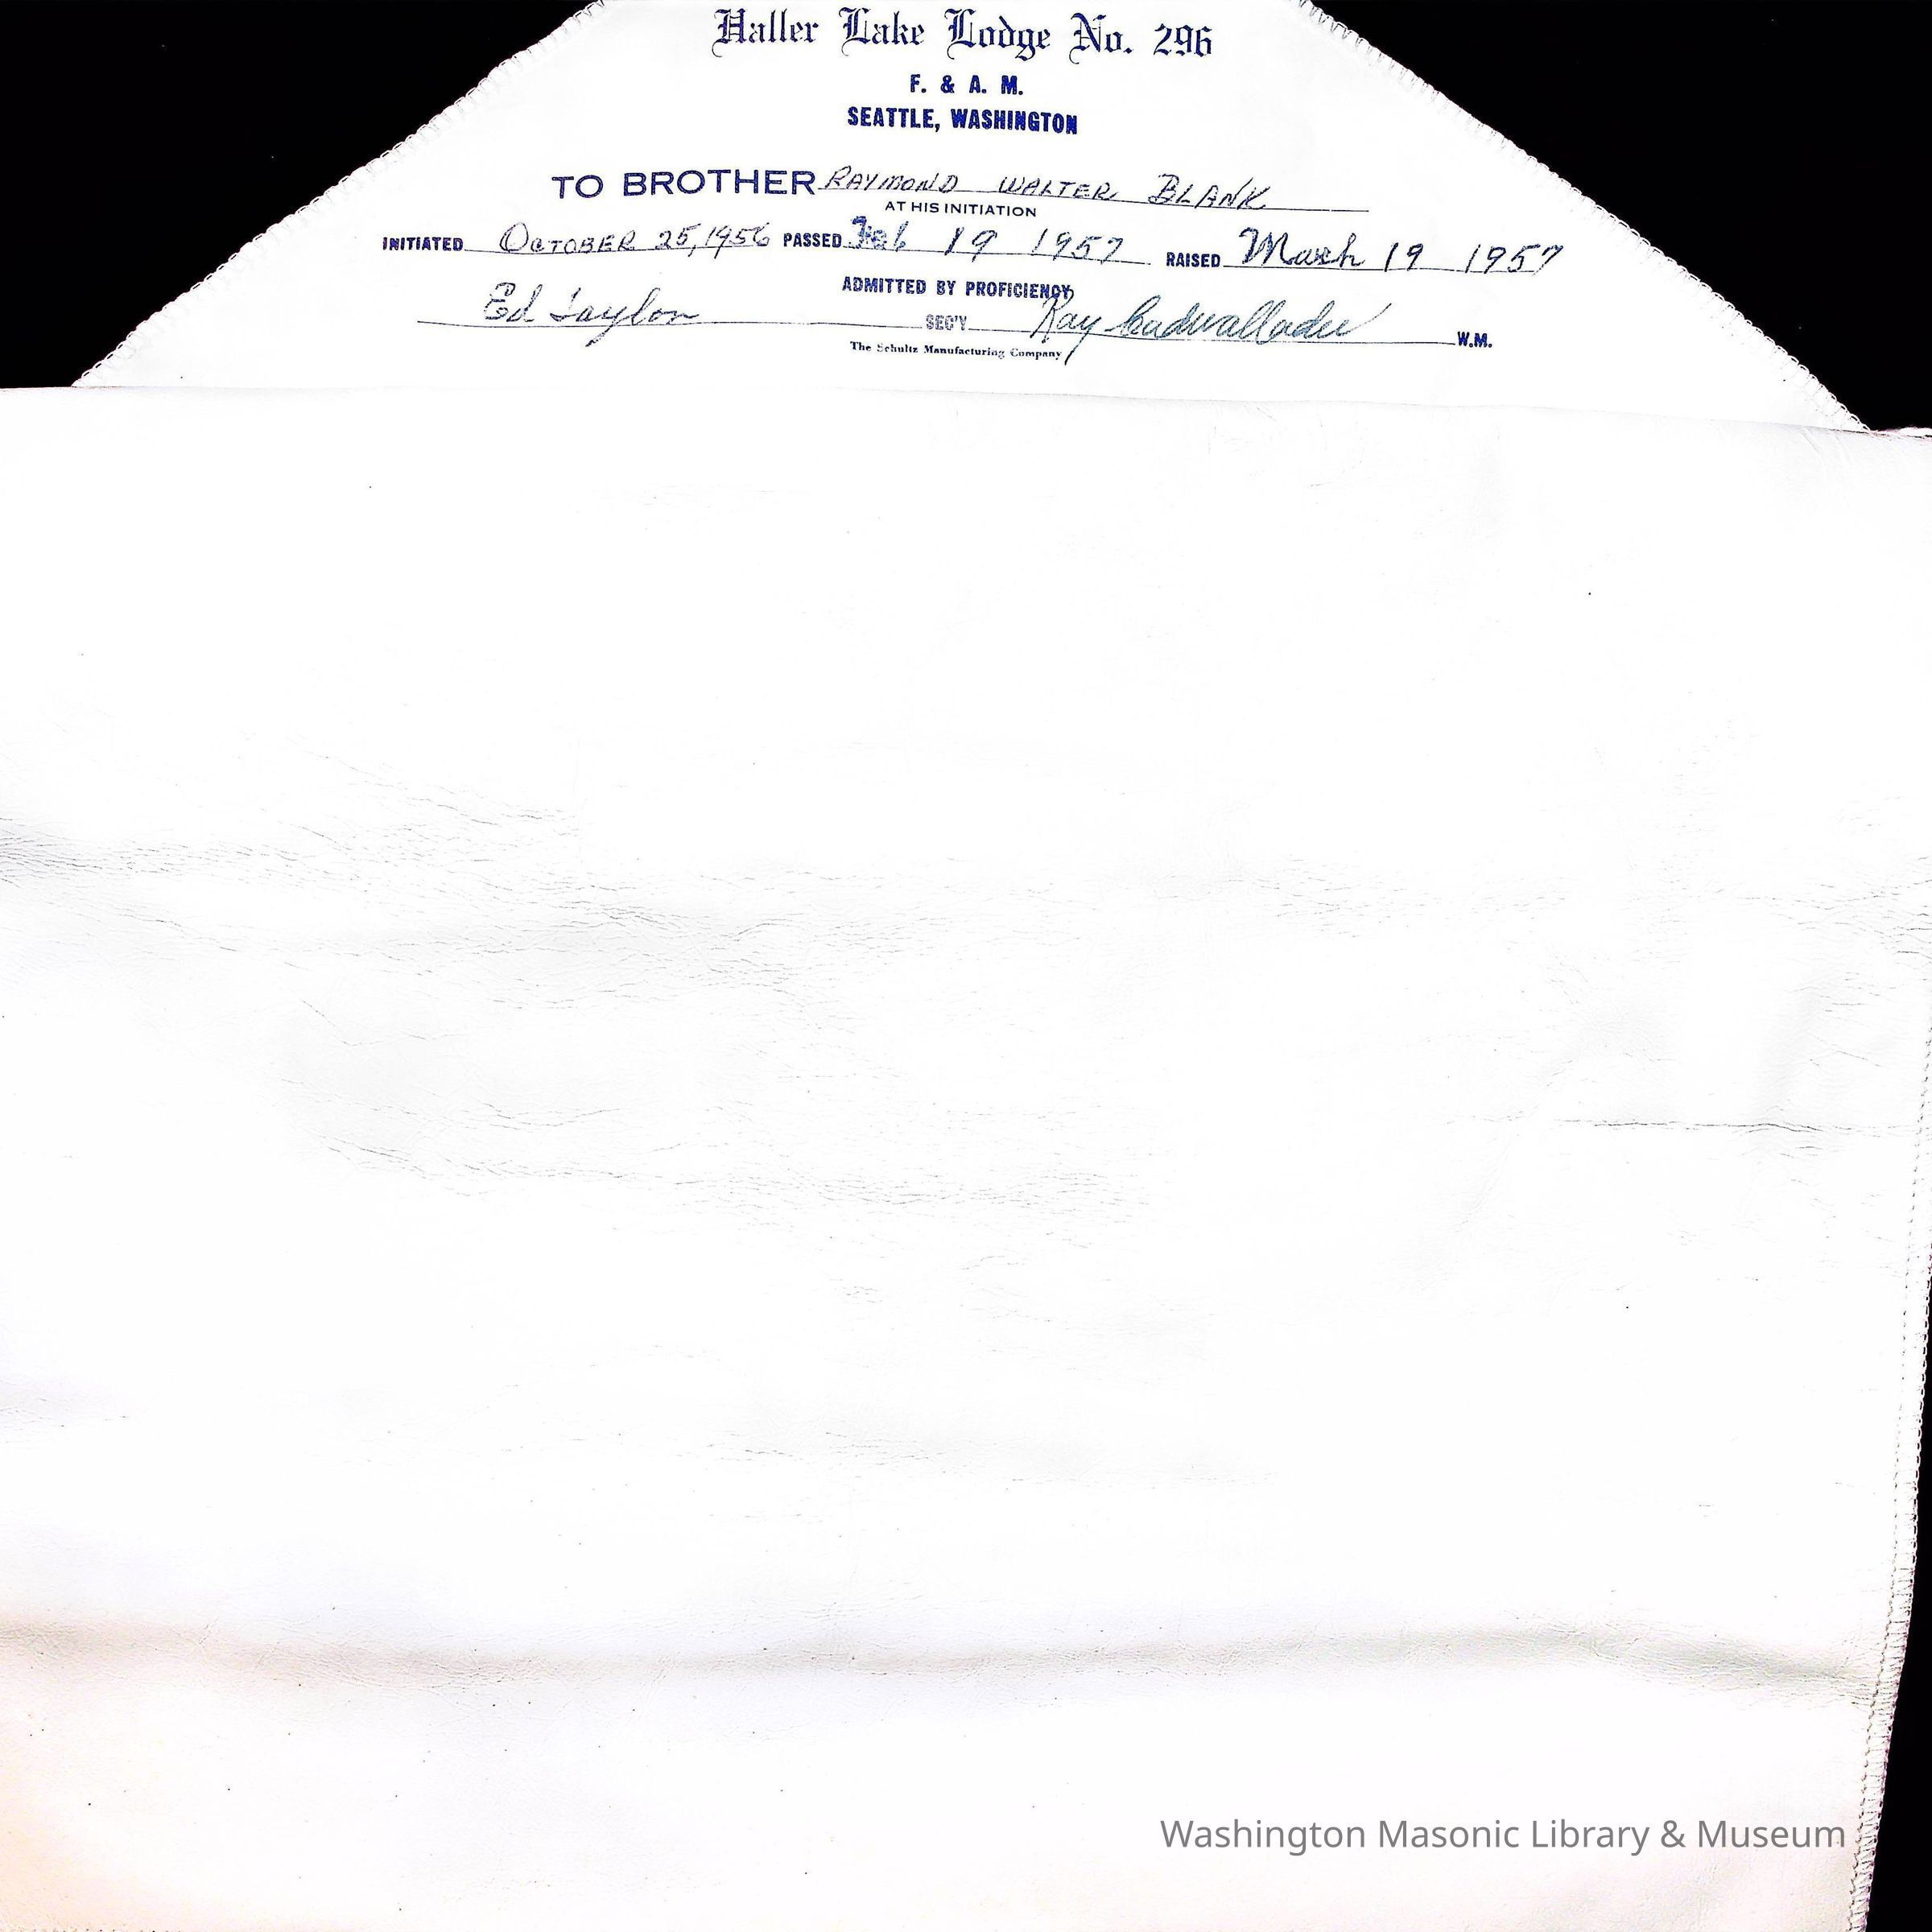 Haller Lake Lodge No. 296
F. & A. M.
SEATTLE, WASHINGTON
TO BROTHER RAYMOND WALTER BLANK
AT HIS INITIATION
INITIATED OCTOBER 25, 1956 PASSED Feb 19 1957 RAISED March 19 1957
ADMITTED BY PROFICIENCY
Ed Taylor SEC'Y Ray Cadwallader W.M.
The Schultz Manufacturing Company
Washington Masonic Library & Museum